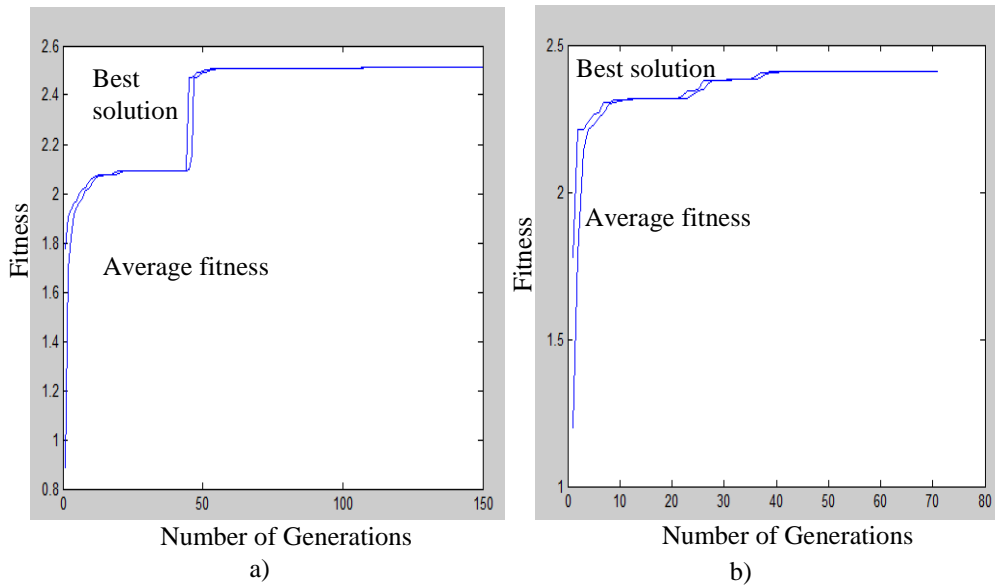 2.6
2.4
2.2
2
1.8
1.6
1.4
1.2
1
0.8
Fitness
Best
solution
Average fitness
0
50
100
150
Number of Generations
a)
2.5
2
1.5
1
Fitness
Best solution
Average fitness
0
10
20
30
40
50
60
70
80
Number of Generations
b)